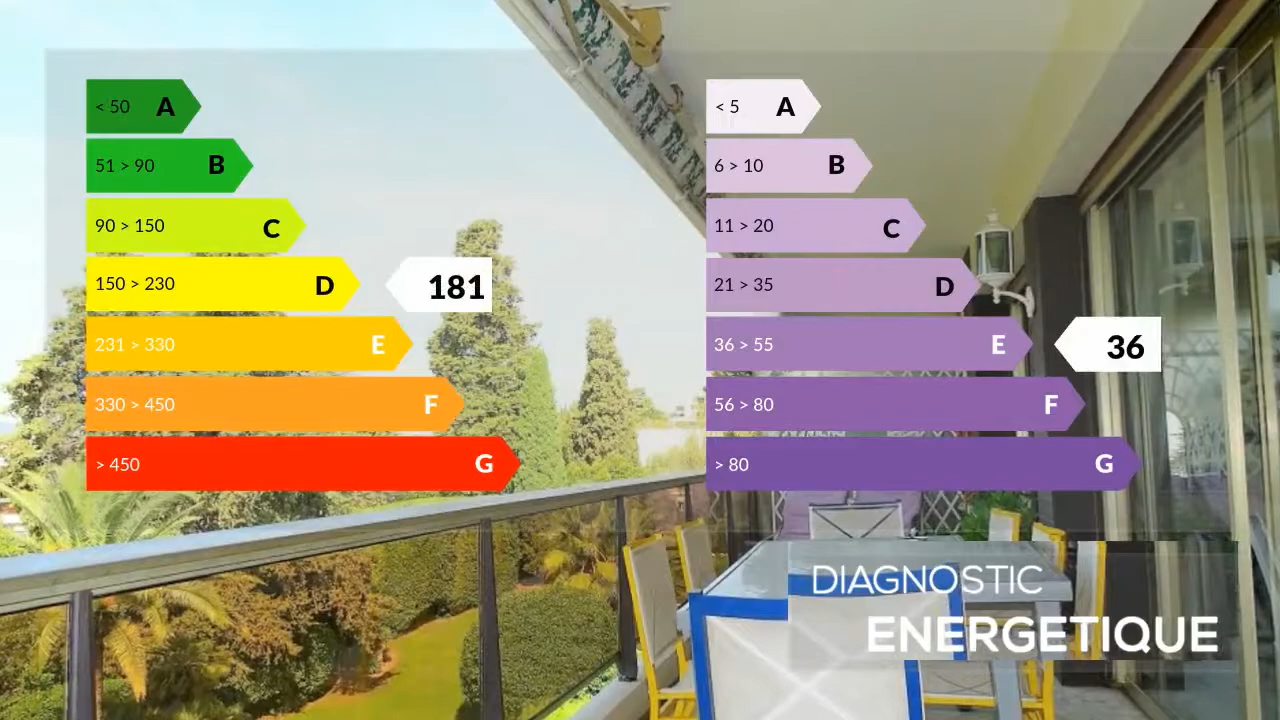 < 50 A
51 > 90 B
90 > 150 C
150 > 230 D
181
231 > 330 E
330 > 450 F
> 450 G
< 5 A
6 > 10 B
11 > 20 C
21 > 35 D
36 > 55 E
36
56 > 80 F
> 80 G
DIAGNOSTIC
ENERGETIQUE